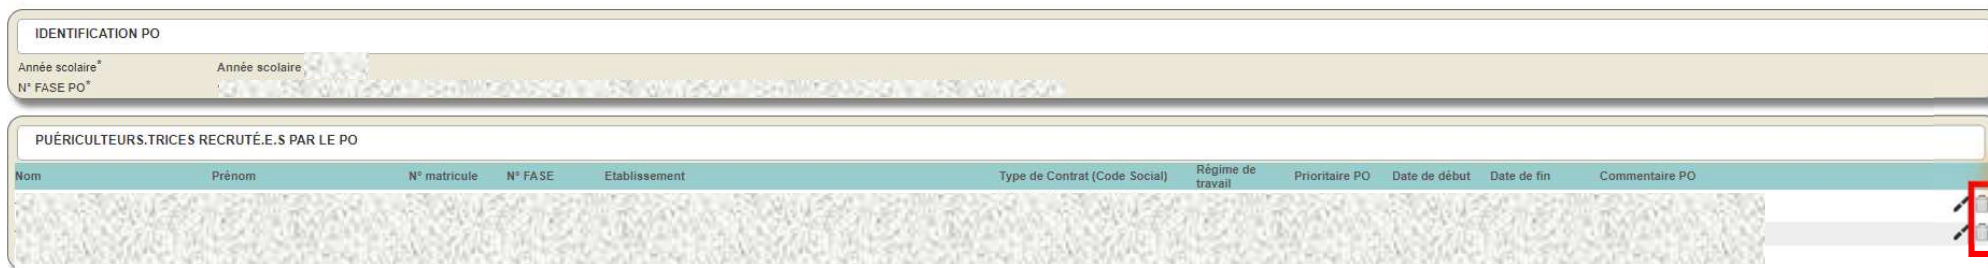 IDENTIFICATION PO
Année scolaire* Année scolaire
N° FASE PO*
PUÉRICULTEURS.TRICES RECRUTÉ.E.S PAR LE PO
Nom Prénom N° matricule N° FASE Etablissement Type de Contrat (Code Social) Régime de travail Prioritaire PO Date de début Date de fin Commentaire PO